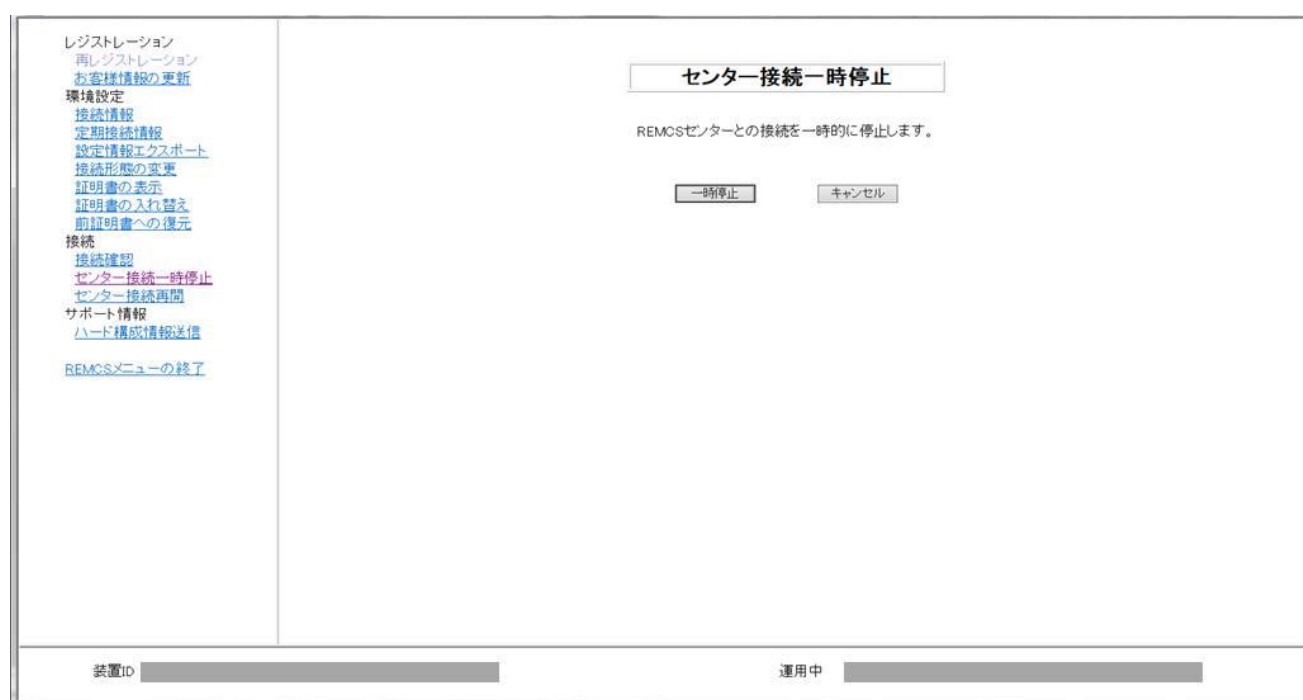 レジストレーション
再レジストレーション
お客様情報の更新
環境設定
接続情報
定期接続情報
設定情報エクスポート
接続形態の変更
証明書の表示
証明書の入れ替え
前証明書への復元
接続
接続確認
センター接続一時停止
センター接続再開
サポート情報
ハード構成情報送信
REMCSメニューの終了
センター接続一時停止
REMCSセンターとの接続を一時的に停止します。
一時停止 キャンセル
装置ID 運用中